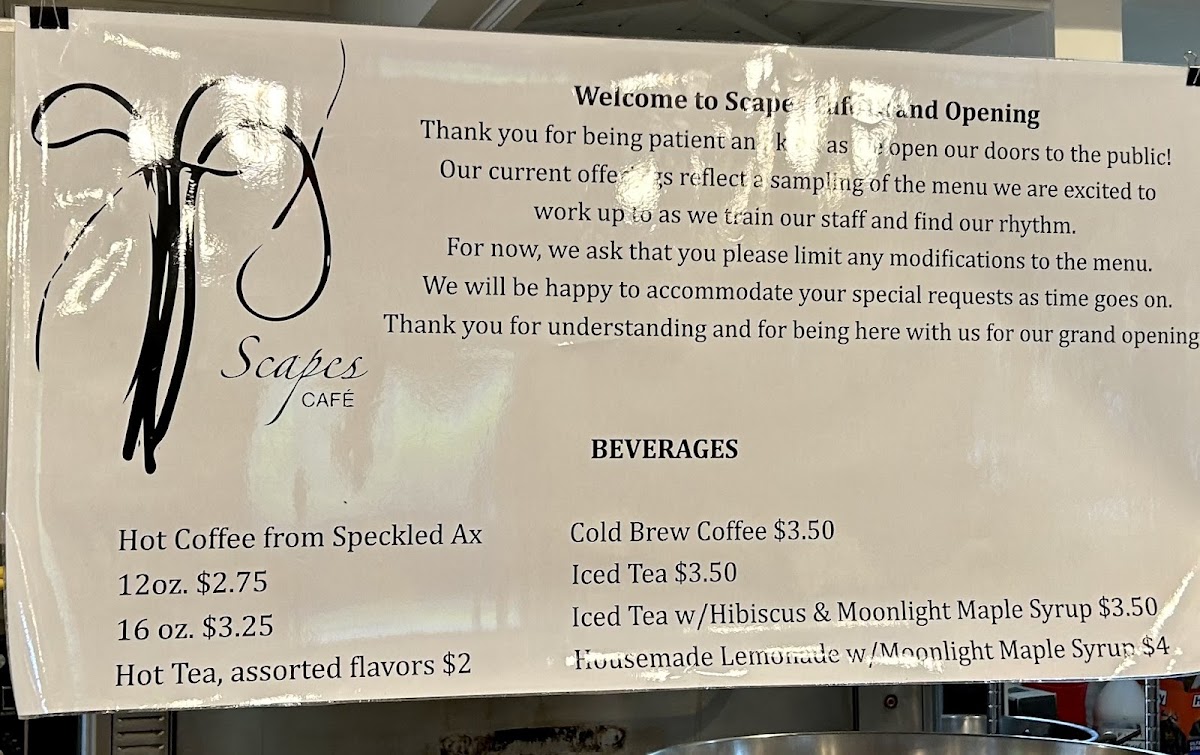 Welcome to Scapes Café Grand Opening
Thank you for being patient and kind as we open our doors to the public!
Our current offerings reflect a sampling of the menu we are excited to
work up to as we train our staff and find our rhythm.
For now, we ask that you please limit any modifications to the menu.
We will be happy to accommodate your special requests as time goes on.
Thank you for understanding and for being here with us for our grand opening
Scapes
CAFÉ
BEVERAGES
Hot Coffee from Speckled Ax
12oz. $2.75
16 oz. $3.25
Hot Tea, assorted flavors $2
Cold Brew Coffee $3.50
Iced Tea $3.50
Iced Tea w/Hibiscus & Moonlight Maple Syrup $3.50
Housemade Lemonade w/Moonlight Maple Syrup $4